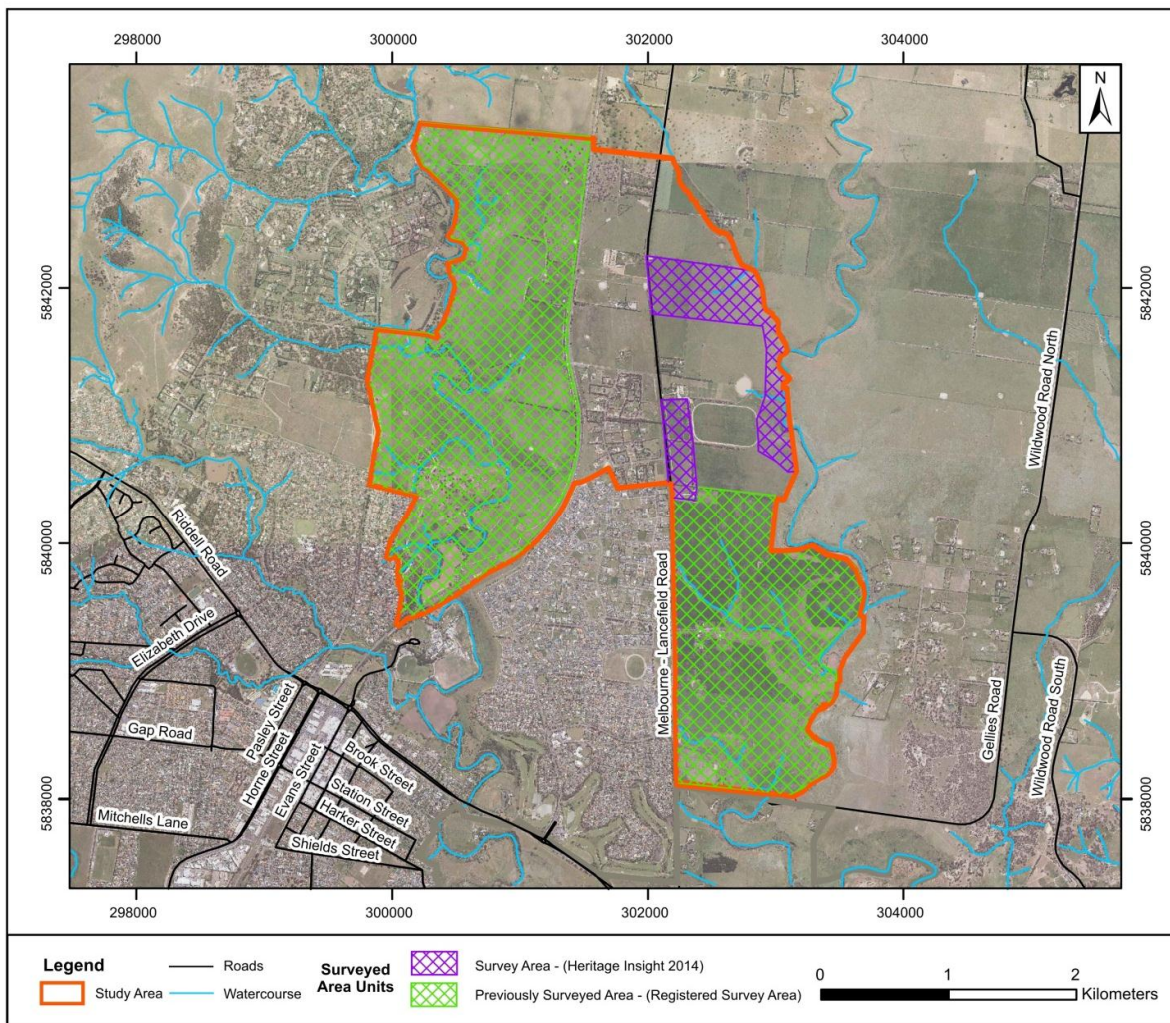 298000
300000
302000
304000
N
5842000
5842000
Wildwood Road North
Riddell Road
5840000
5840000
Elizabeth Drive
Melbourne - Lancefield Road
Gellies Road
Wildwood Road South
Pasley Street
Gap Road
Horne Street
Evans Street
Brook Street
Station Street
5838000
5838000
Mitchells Lane
Harker Street
Shields Street
298000
300000
302000
304000
Legend
Study Area
Roads
Watercourse
Surveyed
Area Units
Survey Area - (Heritage Insight 2014)
Previously Surveyed Area - (Registered Survey Area)
0
1
2
Kilometers